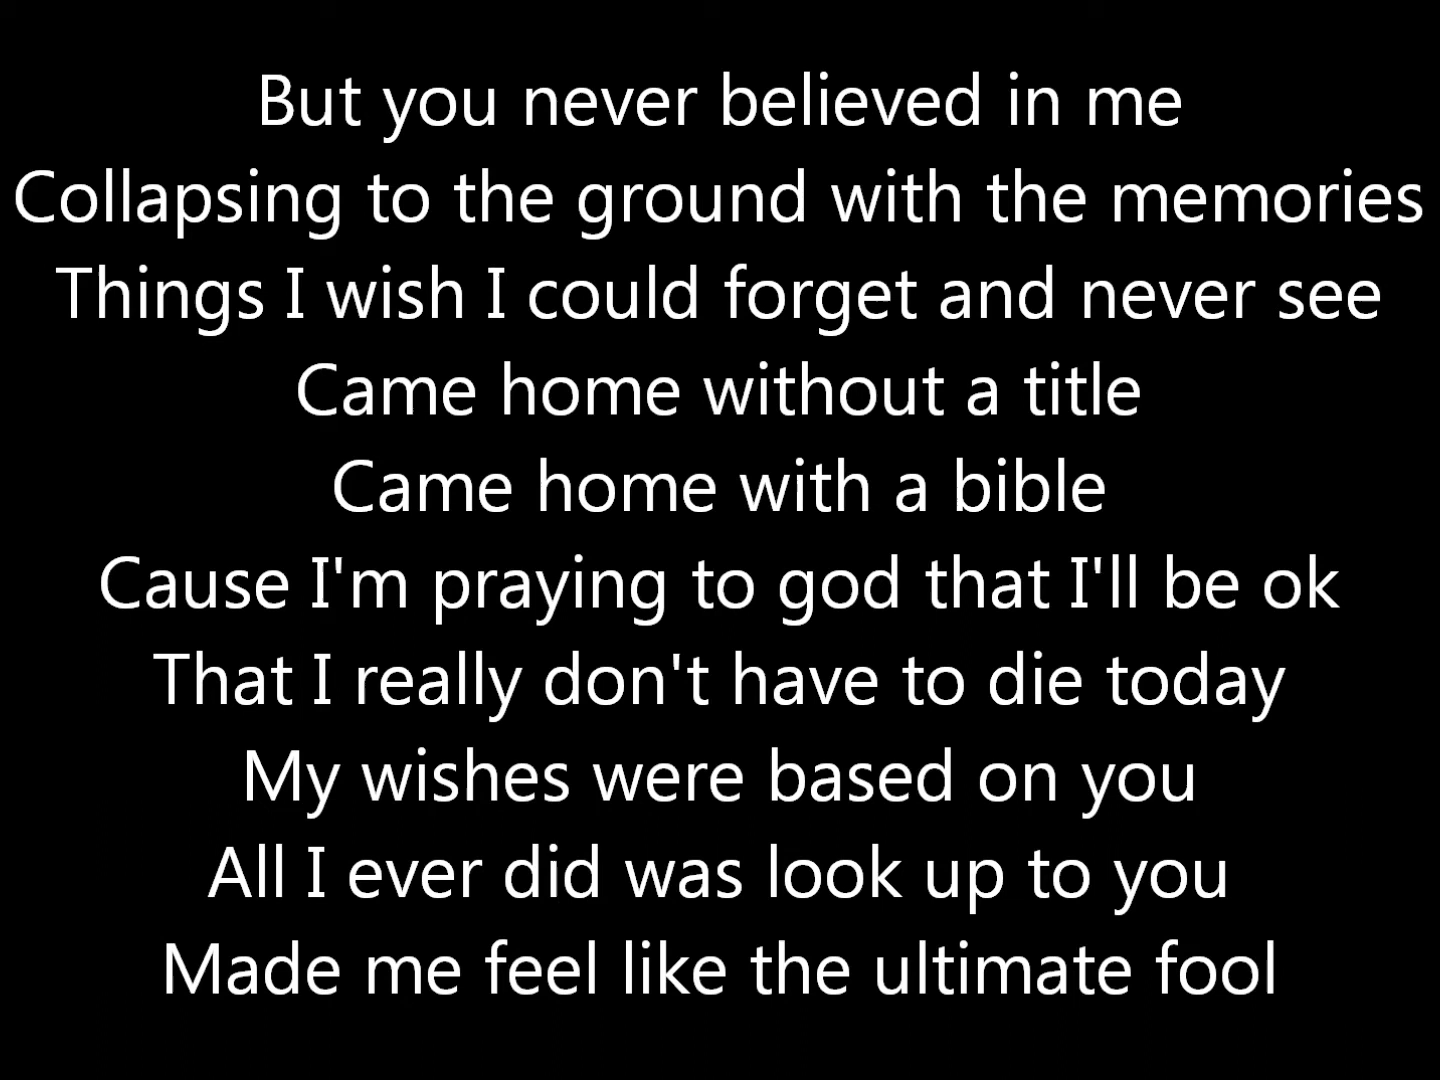 But you never believed in me
Collapsing to the ground with the memories
Things I wish I could forget and never see
Came home without a title
Came home with a bible
Cause I'm praying to god that I'll be ok
That I really don't have to die today
My wishes were based on you
All I ever did was look up to you
Made me feel like the ultimate fool